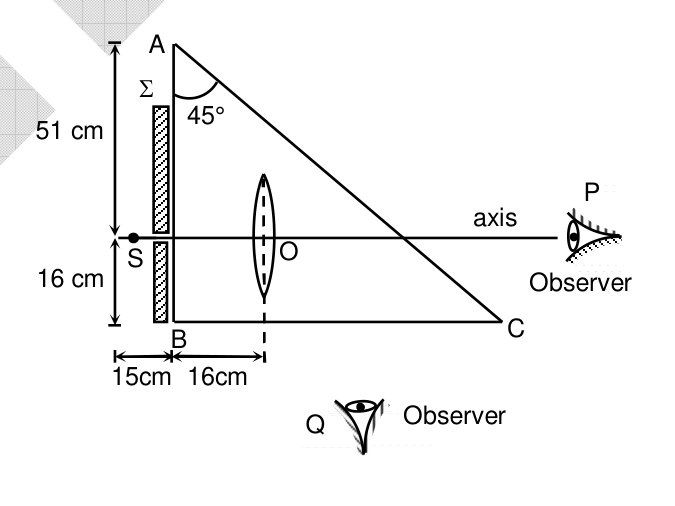 A
Σ
45°
51 cm
P
axis
S
O
16 cm
Observer
B
C
15cm
16cm
Q
Observer